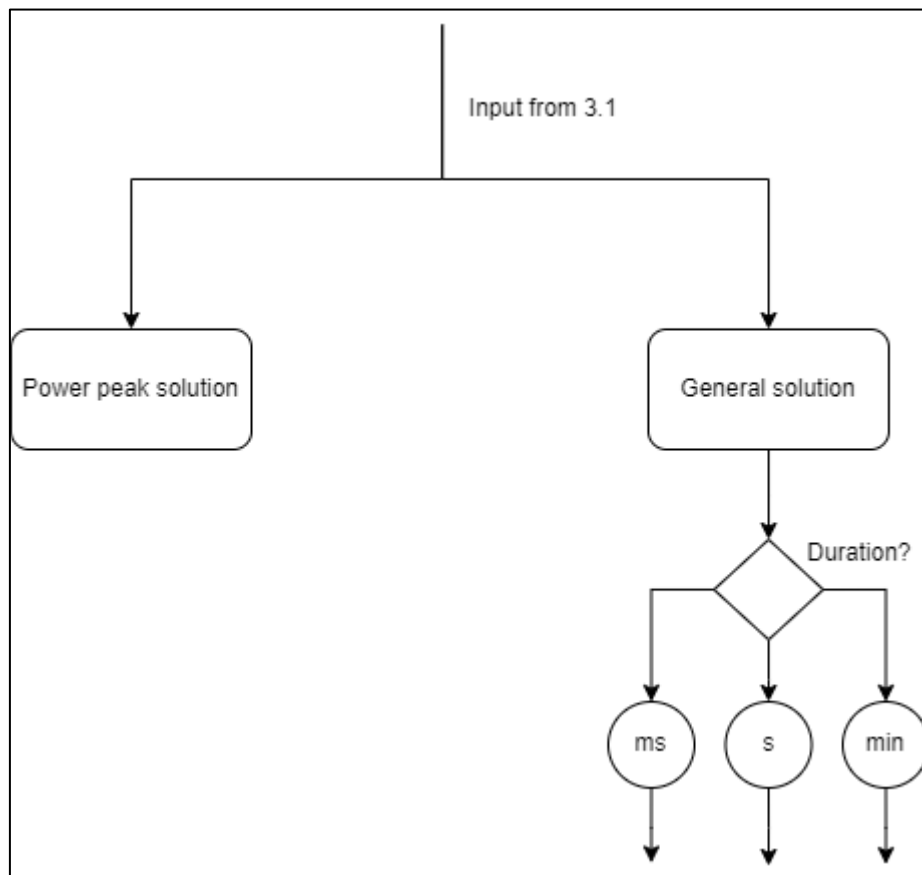 Input from 3.1
Power peak solution
General solution
Duration?
ms
s
min